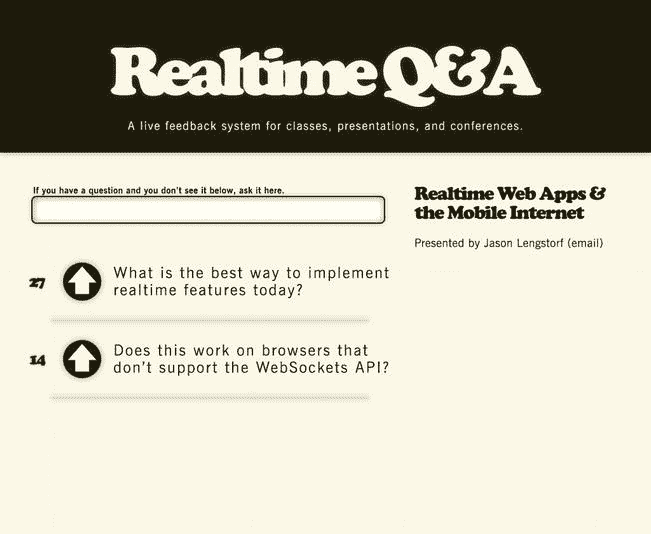 Realtime Q&A
A live feedback system for classes, presentations, and conferences.
If you have a question and you don't see it below, ask it here.
27
What is the best way to implement
realtime features today?
14
Does this work on browsers that
don't support the WebSockets API?
Realtime Web Apps &
the Mobile Internet
Presented by Jason Lengstorf (email)